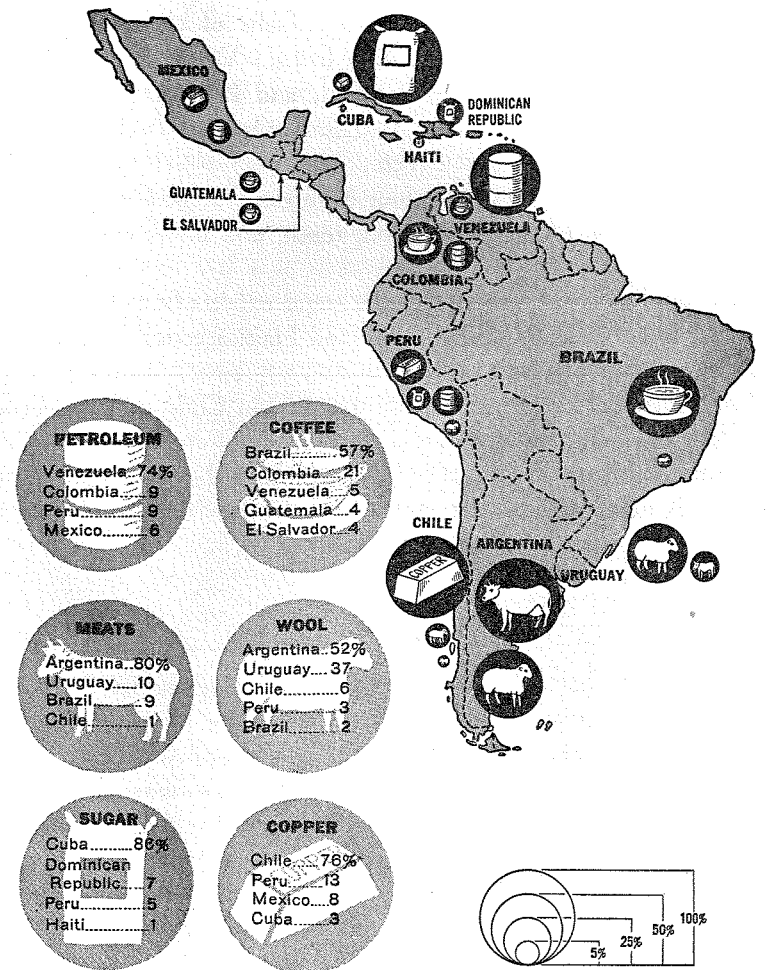 MEXICO
CUBA
DOMINICAN
REPUBLIC
HAITI
GUATEMALA
EL SALVADOR
VENEZUELA
COLOMBIA
PERU
BRAZIL
CHILE
COPPER
ARGENTINA
URUGUAY
PETROLEUM
Venezuela 74%
Colombia.....9
Peru............9
Mexico........6
COFFEE
Brazil..........57%
Colombia.....21
Venezuela.....5
Guatemala....4
El Salvador...4
MEATS
Argentina..80%
Uruguay......10
Brazil............9
Chile.............1
WOOL
Argentina..52%
Uruguay.....37
Chile............6
Peru.............3
Brazil...........2
SUGAR
Cuba...........86%
Dominican
Republic.....7
Peru..............5
Haiti.............1
COPPER
Chile......76%
Peru........13
Mexico......8
Cuba.........3
5%
25%
50%
100%